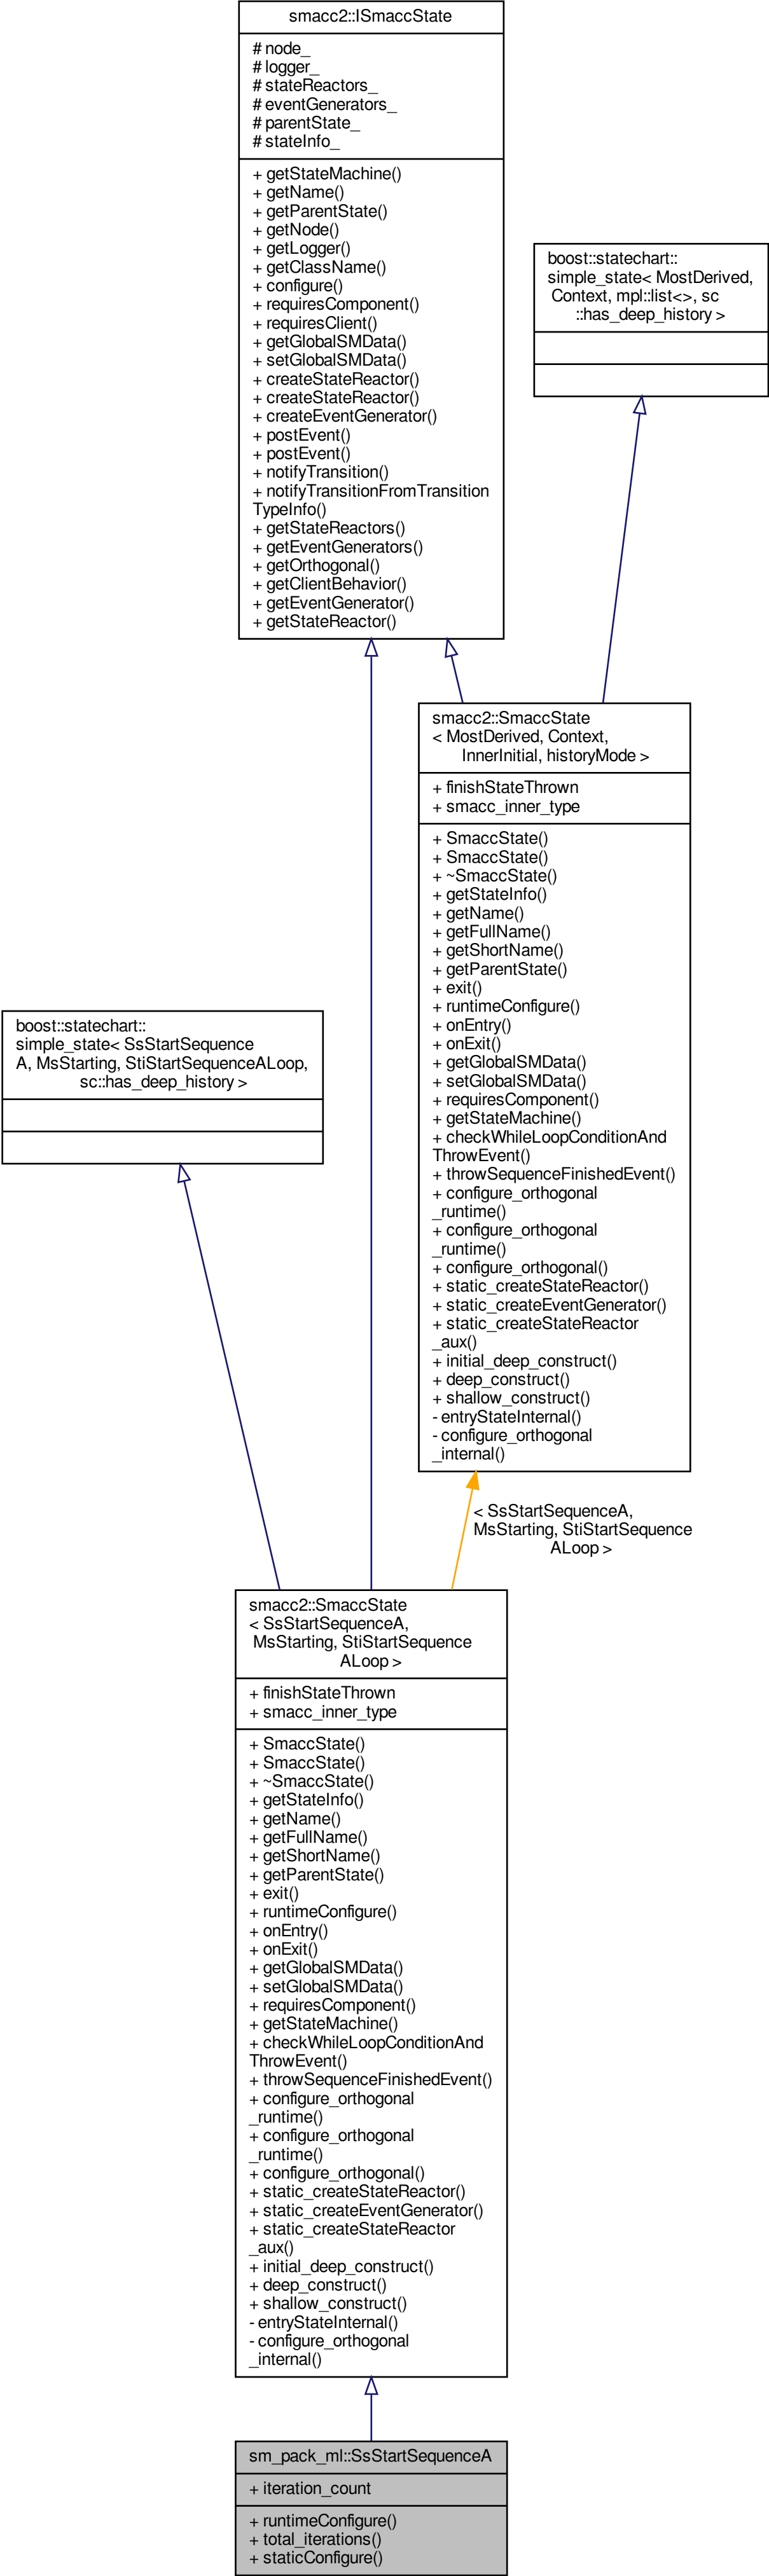 smacc2::ISmaccState
# node_
# logger_
# stateReactors_
# eventGenerators_
# parentState_
# stateInfo_
+ getStateMachine()
+ getName()
+ getParentState()
+ getNode()
+ getLogger()
+ getClassName()
+ configure()
+ requiresComponent()
+ requiresClient()
+ getGlobalSMData()
+ setGlobalSMData()
+ createStateReactor()
+ createStateReactor()
+ createEventGenerator()
+ postEvent()
+ postEvent()
+ notifyTransition()
+ notifyTransitionFromTransition
TypeInfo()
+ getStateReactors()
+ getEventGenerators()
+ getOrthogonal()
+ getClientBehavior()
+ getEventGenerator()
+ getStateReactor()
boost::statechart::
simple_state< MostDerived,
Context, mpl::list<>, sc
::has_deep_history >
smacc2::SmaccState
< MostDerived, Context,
InnerInitial, historyMode >
+ finishStateThrown
+ smacc_inner_type
+ SmaccState()
+ SmaccState()
+ ~SmaccState()
+ getStateInfo()
+ getName()
+ getFullName()
+ getShortName()
+ getParentState()
+ exit()
+ runtimeConfigure()
+ onEntry()
+ onExit()
+ getGlobalSMData()
+ setGlobalSMData()
+ requiresComponent()
+ getStateMachine()
+ checkWhileLoopConditionAnd
ThrowEvent()
+ throwSequenceFinishedEvent()
+ configure_orthogonal
_runtime()
+ configure_orthogonal
_runtime()
+ configure_orthogonal()
+ static_createStateReactor()
+ static_createEventGenerator()
+ static_createStateReactor
_aux()
+ initial_deep_construct()
+ deep_construct()
+ shallow_construct()
- entryStateInternal()
- configure_orthogonal
_internal()
boost::statechart::
simple_state< SsStartSequence
A, MsStarting, StiStartSequenceALoop,
sc::has_deep_history >
< SsStartSequenceA,
MsStarting, StiStartSequence
ALoop >
smacc2::SmaccState
< SsStartSequenceA,
MsStarting, StiStartSequence
ALoop >
+ finishStateThrown
+ smacc_inner_type
+ SmaccState()
+ SmaccState()
+ ~SmaccState()
+ getStateInfo()
+ getName()
+ getFullName()
+ getShortName()
+ getParentState()
+ exit()
+ runtimeConfigure()
+ onEntry()
+ onExit()
+ getGlobalSMData()
+ setGlobalSMData()
+ requiresComponent()
+ getStateMachine()
+ checkWhileLoopConditionAnd
ThrowEvent()
+ throwSequenceFinishedEvent()
+ configure_orthogonal
_runtime()
+ configure_orthogonal
_runtime()
+ configure_orthogonal()
+ static_createStateReactor()
+ static_createEventGenerator()
+ static_createStateReactor
_aux()
+ initial_deep_construct()
+ deep_construct()
+ shallow_construct()
- entryStateInternal()
- configure_orthogonal
_internal()
sm_pack_ml::SsStartSequenceA
+ iteration_count
+ runtimeConfigure()
+ total_iterations()
+ staticConfigure()